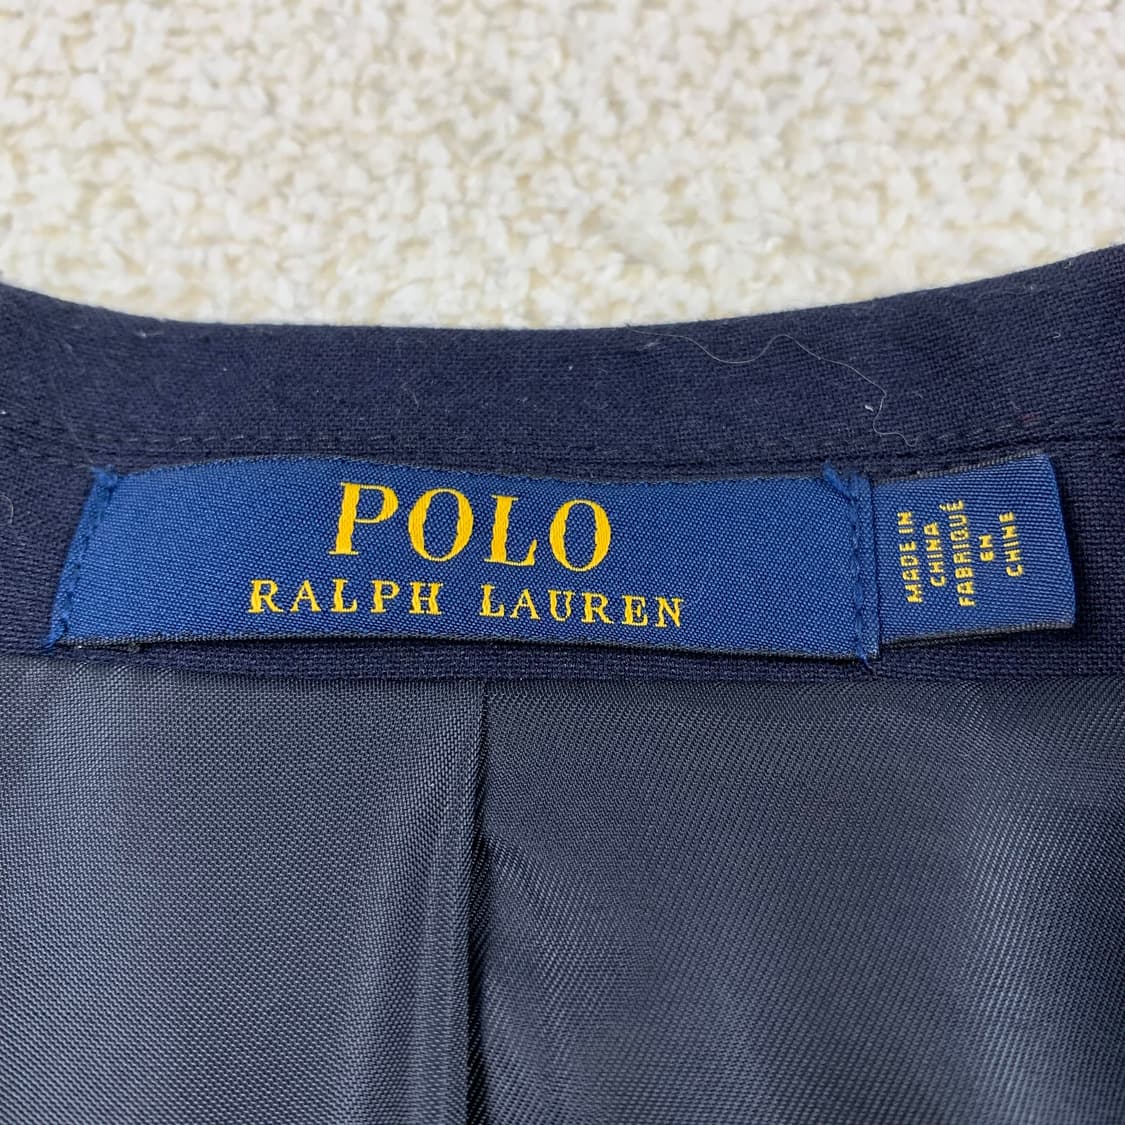 POLO
RALPH LAUREN
MADE IN
CHINA
FABRIQUÉ
EN
CHINE